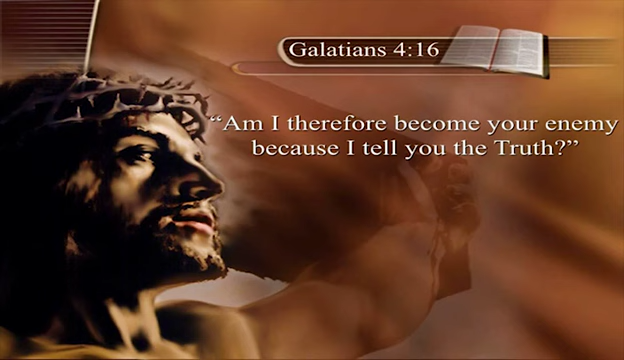 Galatians 4:16
“Am I therefore become your enemy
because I tell you the Truth?”